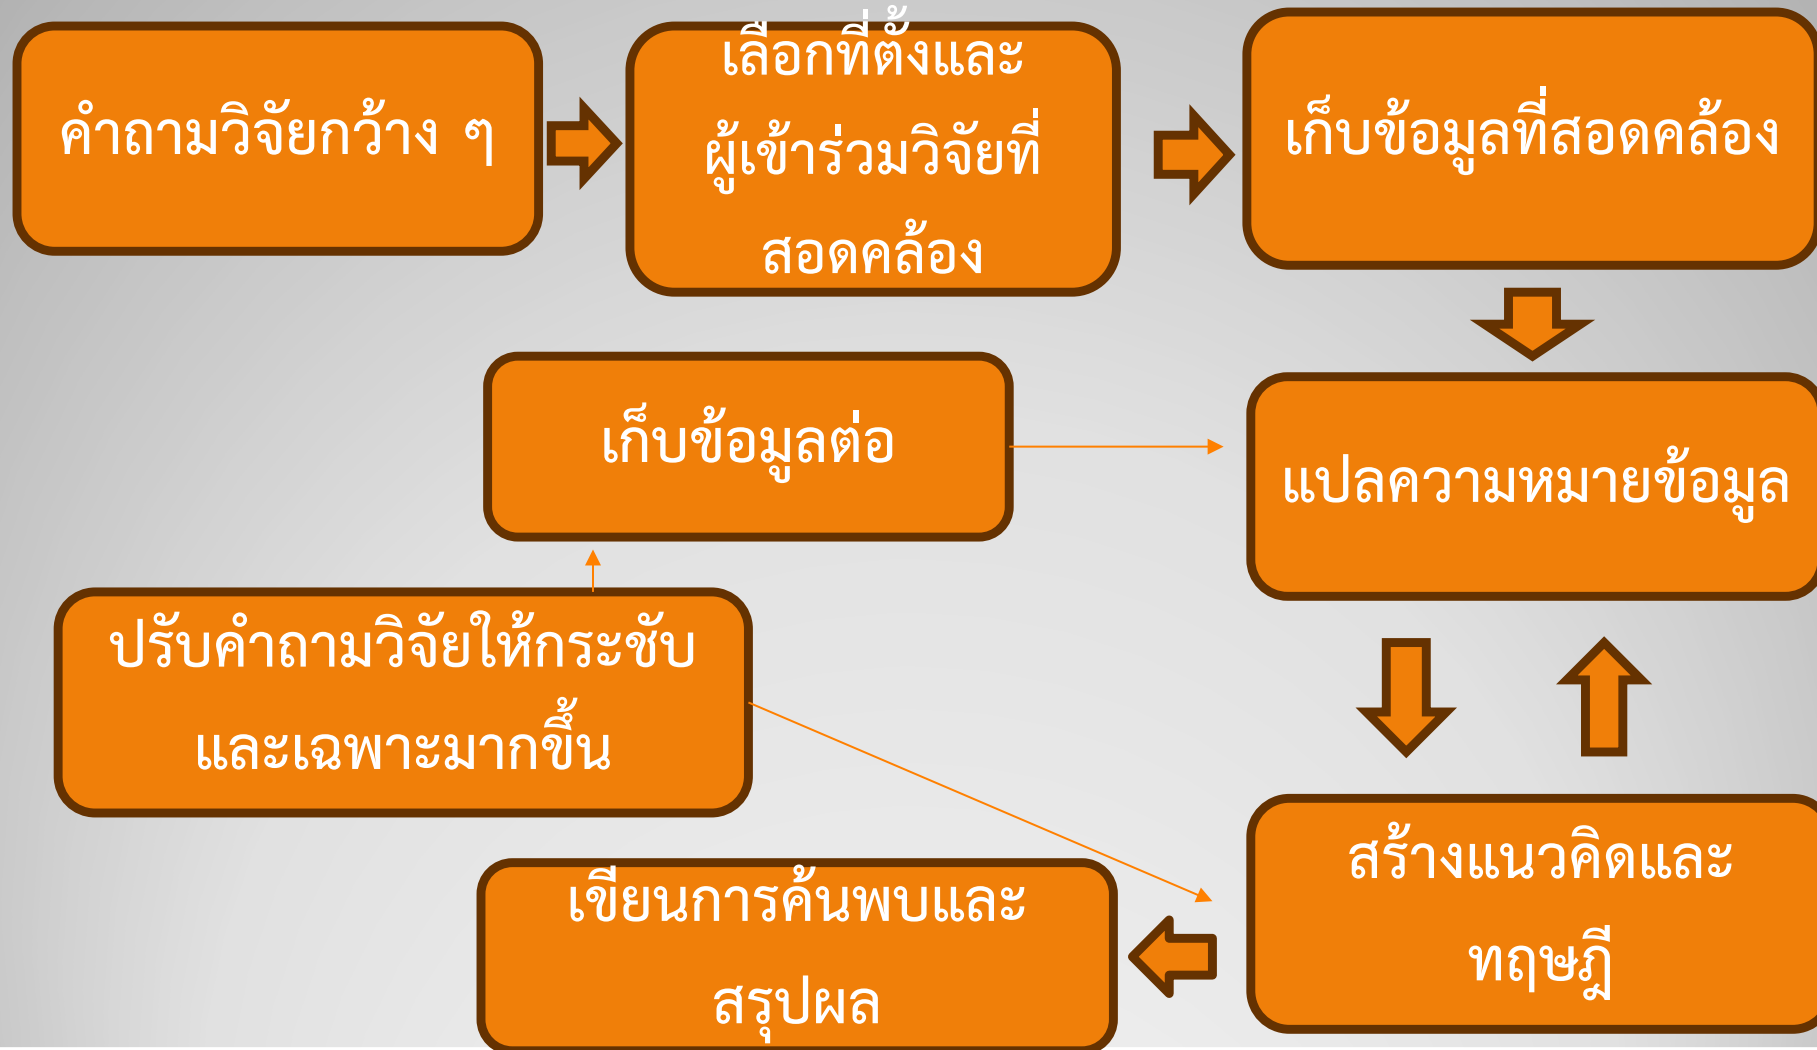 คำถามวิจัยกว้าง ๆ
เลือกที่ตั้งและ
ผู้เข้าร่วมวิจัยที่
สอดคล้อง
เก็บข้อมูลที่สอดคล้อง
เก็บข้อมูลต่อ
แปลความหมายข้อมูล
ปรับคำถามวิจัยให้กระชับ
และเฉพาะมากขึ้น
สร้างแนวคิดและ
ทฤษฎี
เขียนการค้นพบและ
สรุปผล